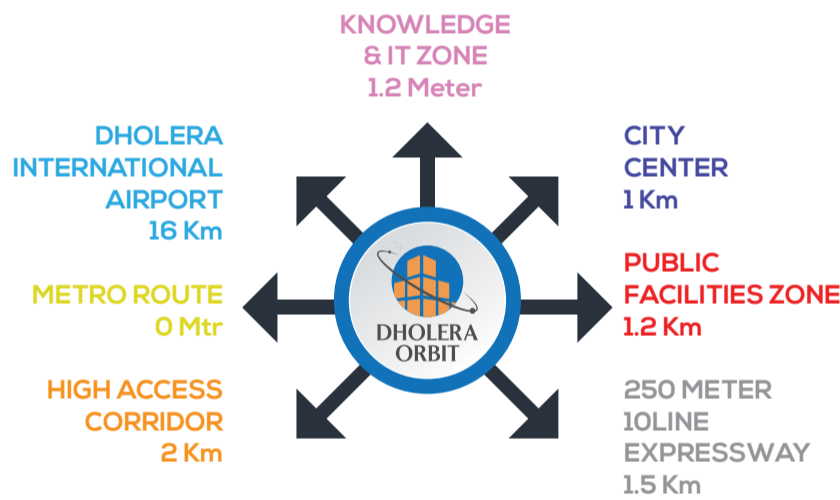 KNOWLEDGE
& IT ZONE
1.2 Meter
DHOLERA
INTERNATIONAL
AIRPORT
16 Km
CITY
CENTER
1 Km
METRO ROUTE
0 Mtr
DHOLERA
ORBIT
PUBLIC
FACILITIES ZONE
1.2 Km
HIGH ACCESS
CORRIDOR
2 Km
250 METER
10LINE
EXPRESSWAY
1.5 Km